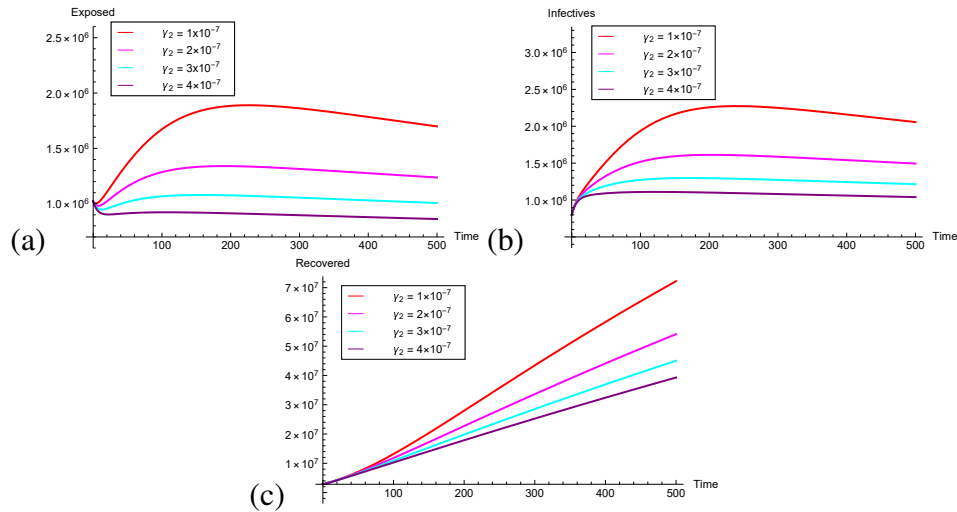 Exposed
2.5×10⁶
2.0×10⁶
1.5×10⁶
1.0×10⁶
γ₂ = 1×10⁻⁷
γ₂ = 2×10⁻⁷
γ₂ = 3x10⁻⁷
γ₂ = 4×10⁻⁷
0 100 200 300 400 500
Time
(a)
Infectives
3.0×10⁶
2.5×10⁶
2.0×10⁶
1.5×10⁶
1.0×10⁶
γ₂ = 1×10⁻⁷
γ₂ = 2×10⁻⁷
γ₂ = 3×10⁻⁷
γ₂ = 4×10⁻⁷
0 100 200 300 400 500
Time
(b)
Recovered
7×10⁷
6×10⁷
5×10⁷
4×10⁷
3×10⁷
2×10⁷
1×10⁷
γ₂ = 1×10⁻⁷
γ₂ = 2×10⁻⁷
γ₂ = 3×10⁻⁷
γ₂ = 4×10⁻⁷
100 200 300 400 500
Time
(c)